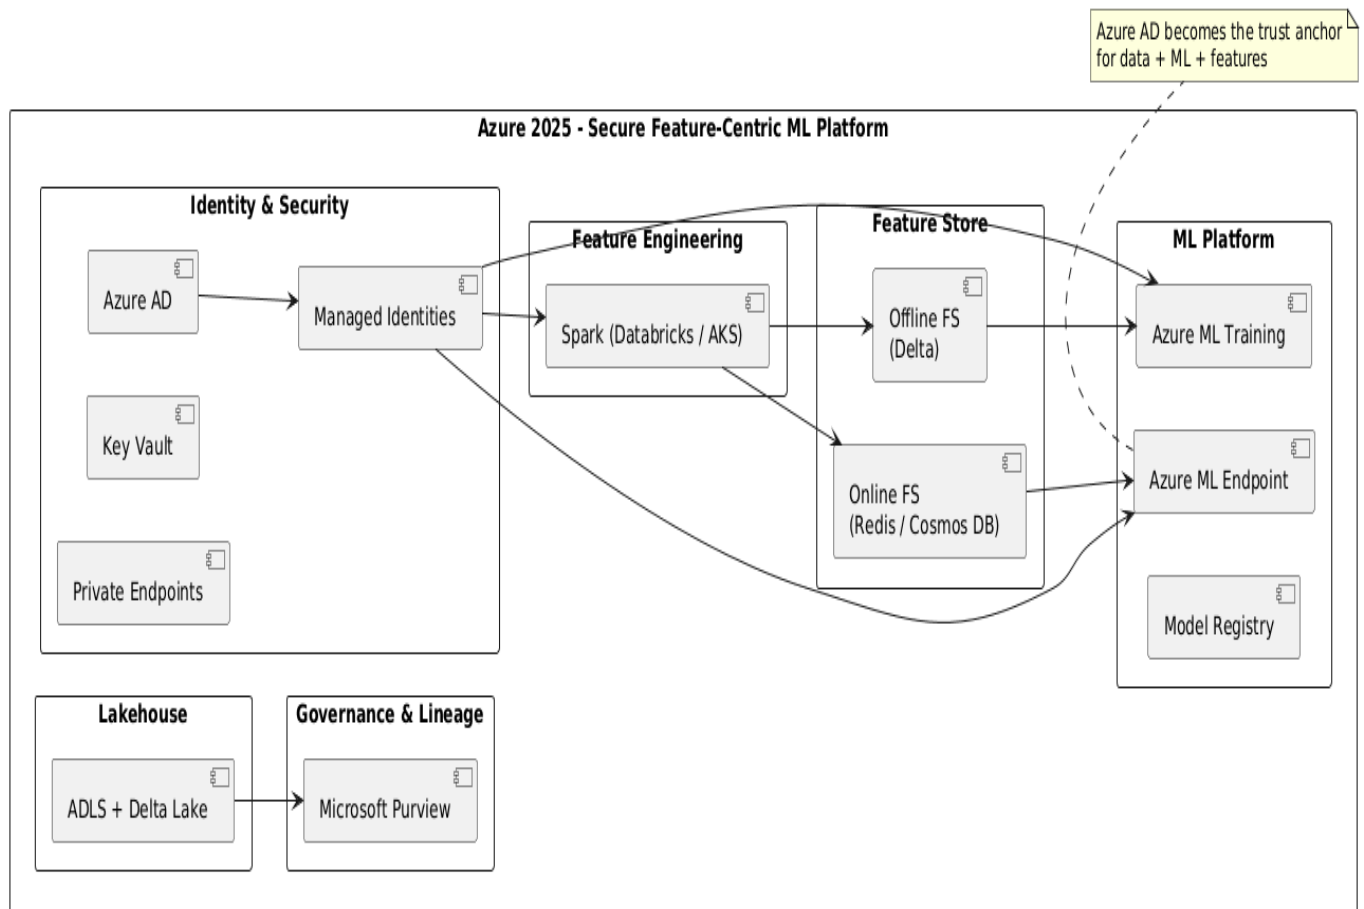 Azure AD becomes the trust anchor
for data + ML + features
Azure 2025 - Secure Feature-Centric ML Platform
Identity & Security
Azure AD
Managed Identities
Key Vault
Private Endpoints
Feature Engineering
Spark (Databricks / AKS)
Feature Store
Offline FS
(Delta)
Online FS
(Redis / Cosmos DB)
ML Platform
Azure ML Training
Azure ML Endpoint
Model Registry
Lakehouse
ADLS + Delta Lake
Governance & Lineage
Microsoft Purview